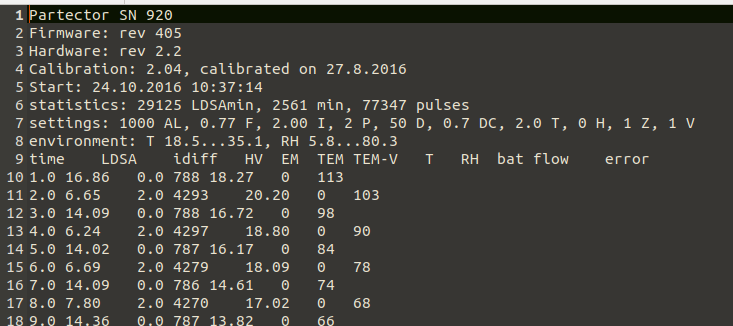 1 Partector SN 920
2 Firmware: rev 405
3 Hardware: rev 2.2
4 Calibration: 2.04, calibrated on 27.8.2016
5 Start: 24.10.2016 10:37:14
6 statistics: 29125 LDSAmin, 2561 min, 77347 pulses
7 settings: 1000 AL, 0.77 F, 2.00 I, 2 P, 50 D, 0.7 DC, 2.0 T, 0 H, 1 Z, 1 V
8 environment: T 18.5...35.1, RH 5.8...80.3
9 time LDSA idiff HV EM TEM TEM-V T RH bat flow error
10 1.0 16.86 0.0 788 18.27 0 113
11 2.0 6.65 2.0 4293 20.20 0 103
12 3.0 14.09 0.0 788 16.72 0 98
13 4.0 6.24 2.0 4297 18.80 0 90
14 5.0 14.02 0.0 787 16.17 0 84
15 6.0 6.69 2.0 4279 18.09 0 78
16 7.0 14.09 0.0 786 14.61 0 74
17 8.0 7.80 2.0 4270 17.02 0 68
18 9.0 14.36 0.0 787 13.82 0 66